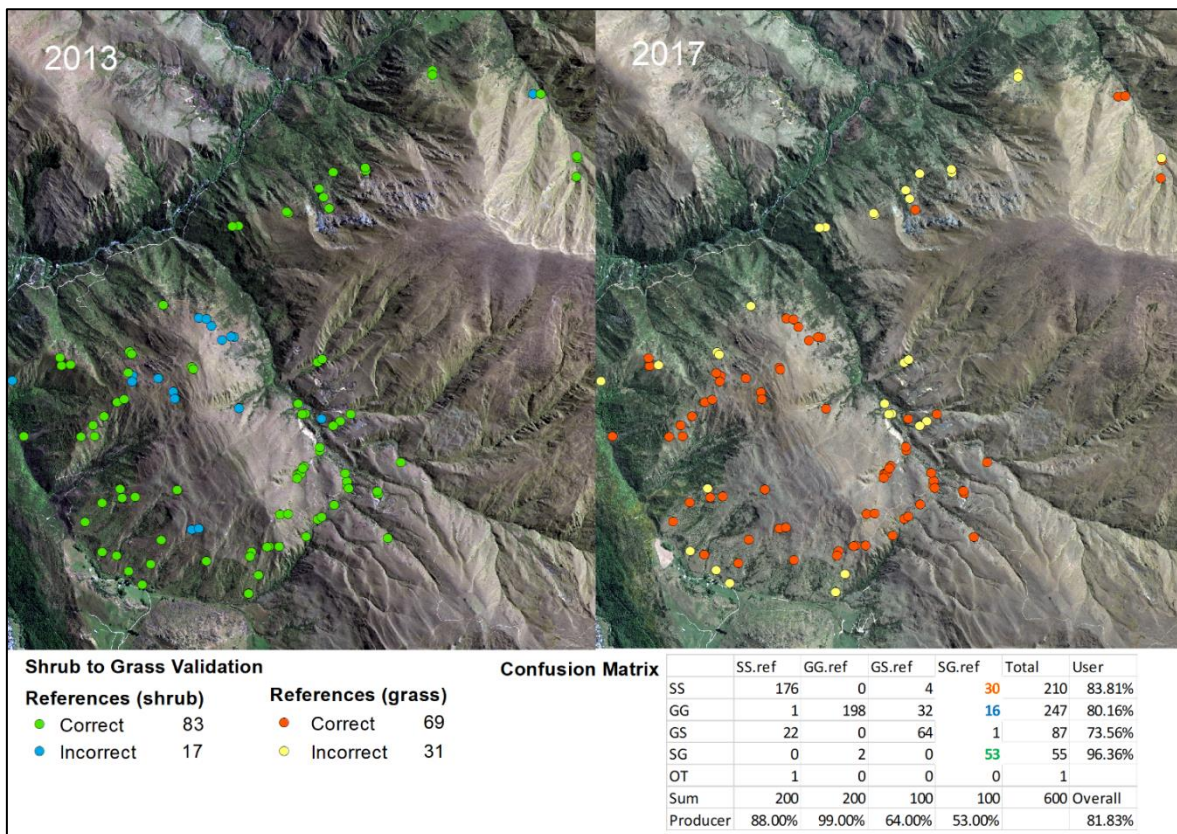 2013
2017
Shrub to Grass Validation
References (shrub)
Correct 83
Incorrect 17
References (grass)
Correct 69
Incorrect 31
Confusion Matrix
SS.ref GG.ref GS.ref SG.ref Total User
SS 176 0 4 30 210 83.81%
GG 1 198 32 16 247 80.16%
GS 22 0 64 1 87 73.56%
SG 0 2 0 53 55 96.36%
OT 1 0 0 0 1
Sum 200 200 100 100 600 Overall
Producer 88.00% 99.00% 64.00% 53.00% 81.83%